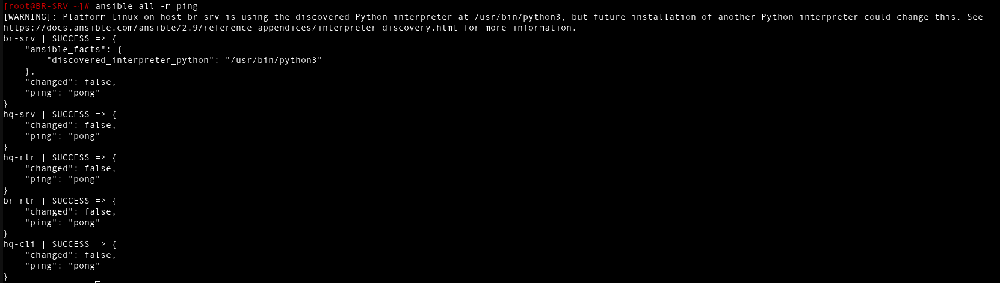 [root@BR-SRV ~]# ansible all -m ping
[WARNING]: Platform linux on host br-srv is using the discovered Python interpreter at /usr/bin/python3, but future installation of another Python interpreter could change this. See
https://docs.ansible.com/ansible/2.9/reference_appendices/interpreter_discovery.html for more information.
br-srv | SUCCESS => {
    "ansible_facts": {
        "discovered_interpreter_python": "/usr/bin/python3"
    },
    "changed": false,
    "ping": "pong"
}
hq-srv | SUCCESS => {
    "changed": false,
    "ping": "pong"
}
hq-rtr | SUCCESS => {
    "changed": false,
    "ping": "pong"
}
br-rtr | SUCCESS => {
    "changed": false,
    "ping": "pong"
}
hq-cli | SUCCESS => {
    "changed": false,
    "ping": "pong"
}